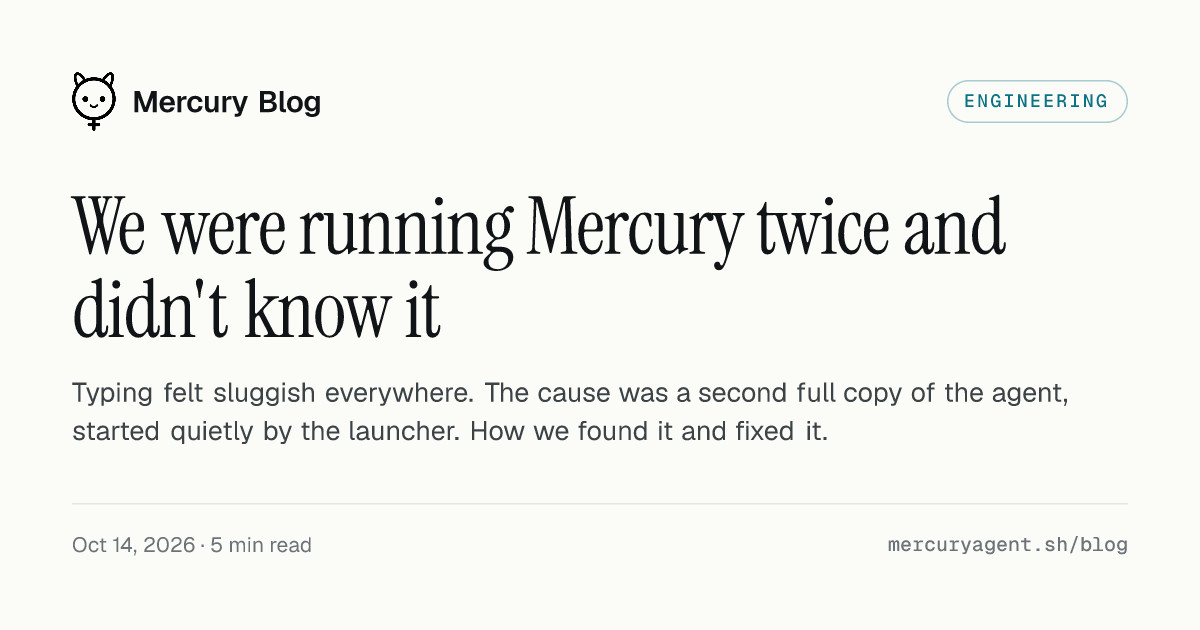 Mercury Blog
ENGINEERING
We were running Mercury twice and
didn't know it
Typing felt sluggish everywhere. The cause was a second full copy of the agent,
started quietly by the launcher. How we found it and fixed it.
Oct 14, 2026 · 5 min read
mercuryagent.sh/blog